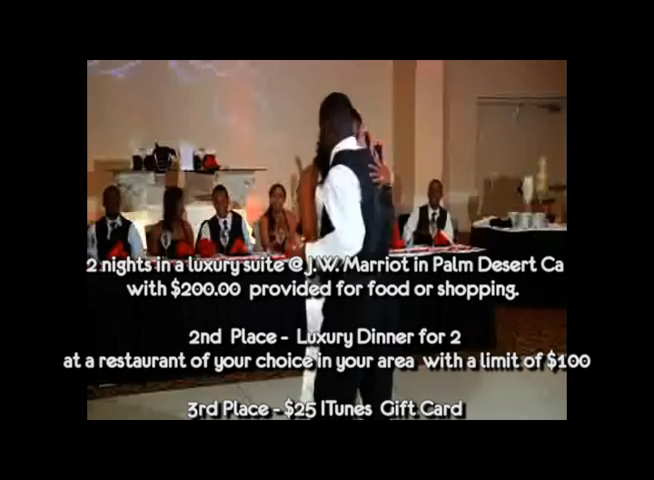 2 nights in a luxury suite @ J.W. Marriot in Palm Desert Ca
with $200.00 provided for food or shopping.
2nd Place - Luxury Dinner for 2
at a restaurant of your choice in your area with a limit of $100
3rd Place - $25 ITunes Gift Card